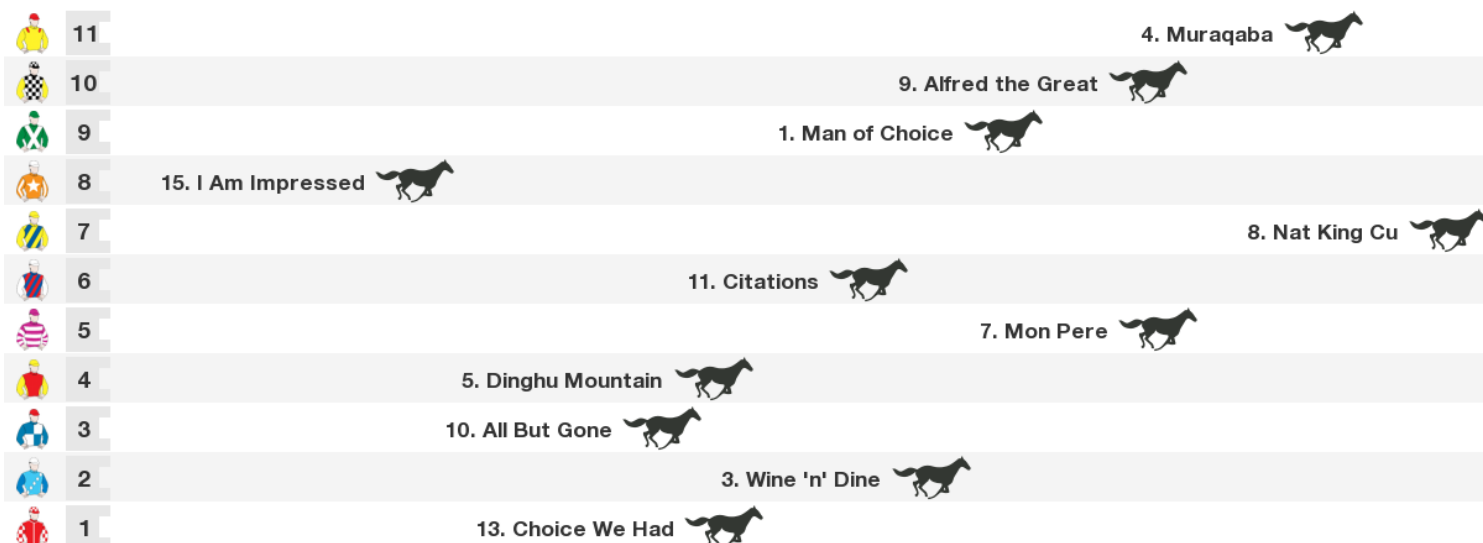 11 4. Muraqaba
10 9. Alfred the Great
9 1. Man of Choice
8 15. I Am Impressed
7 8. Nat King Cu
6 11. Citations
5 7. Mon Pere
4 5. Dinghu Mountain
3 10. All But Gone
2 3. Wine 'n' Dine
1 13. Choice We Had